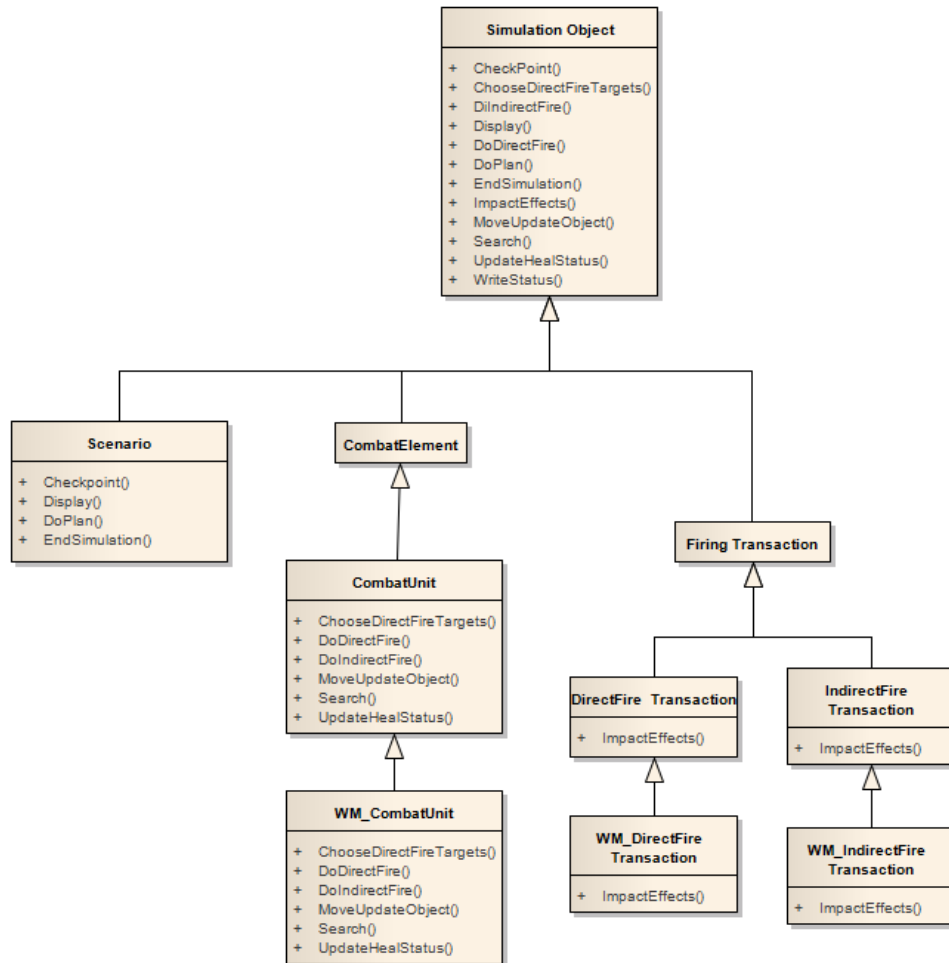 Simulation Object
+ CheckPoint()
+ ChooseDirectFireTargets()
+ DiIndirectFire()
+ Display()
+ DoDirectFire()
+ DoPlan()
+ EndSimulation()
+ ImpactEffects()
+ MoveUpdateObject()
+ Search()
+ UpdateHealStatus()
+ WriteStatus()
Scenario
+ Checkpoint()
+ Display()
+ DoPlan()
+ EndSimulation()
CombatElement
CombatUnit
+ ChooseDirectFireTargets()
+ DoDirectFire()
+ DoIndirectFire()
+ MoveUpdateObject()
+ Search()
+ UpdateHealStatus()
WM_CombatUnit
+ ChooseDirectFireTargets()
+ DoDirectFire()
+ DoIndirectFire()
+ MoveUpdateObject()
+ Search()
+ UpdateHealStatus()
Firing Transaction
DirectFire Transaction
+ ImpactEffects()
WM_DirectFire
Transaction
+ ImpactEffects()
IndirectFire
Transaction
+ ImpactEffects()
WM_IndirectFire
Transaction
+ ImpactEffects()